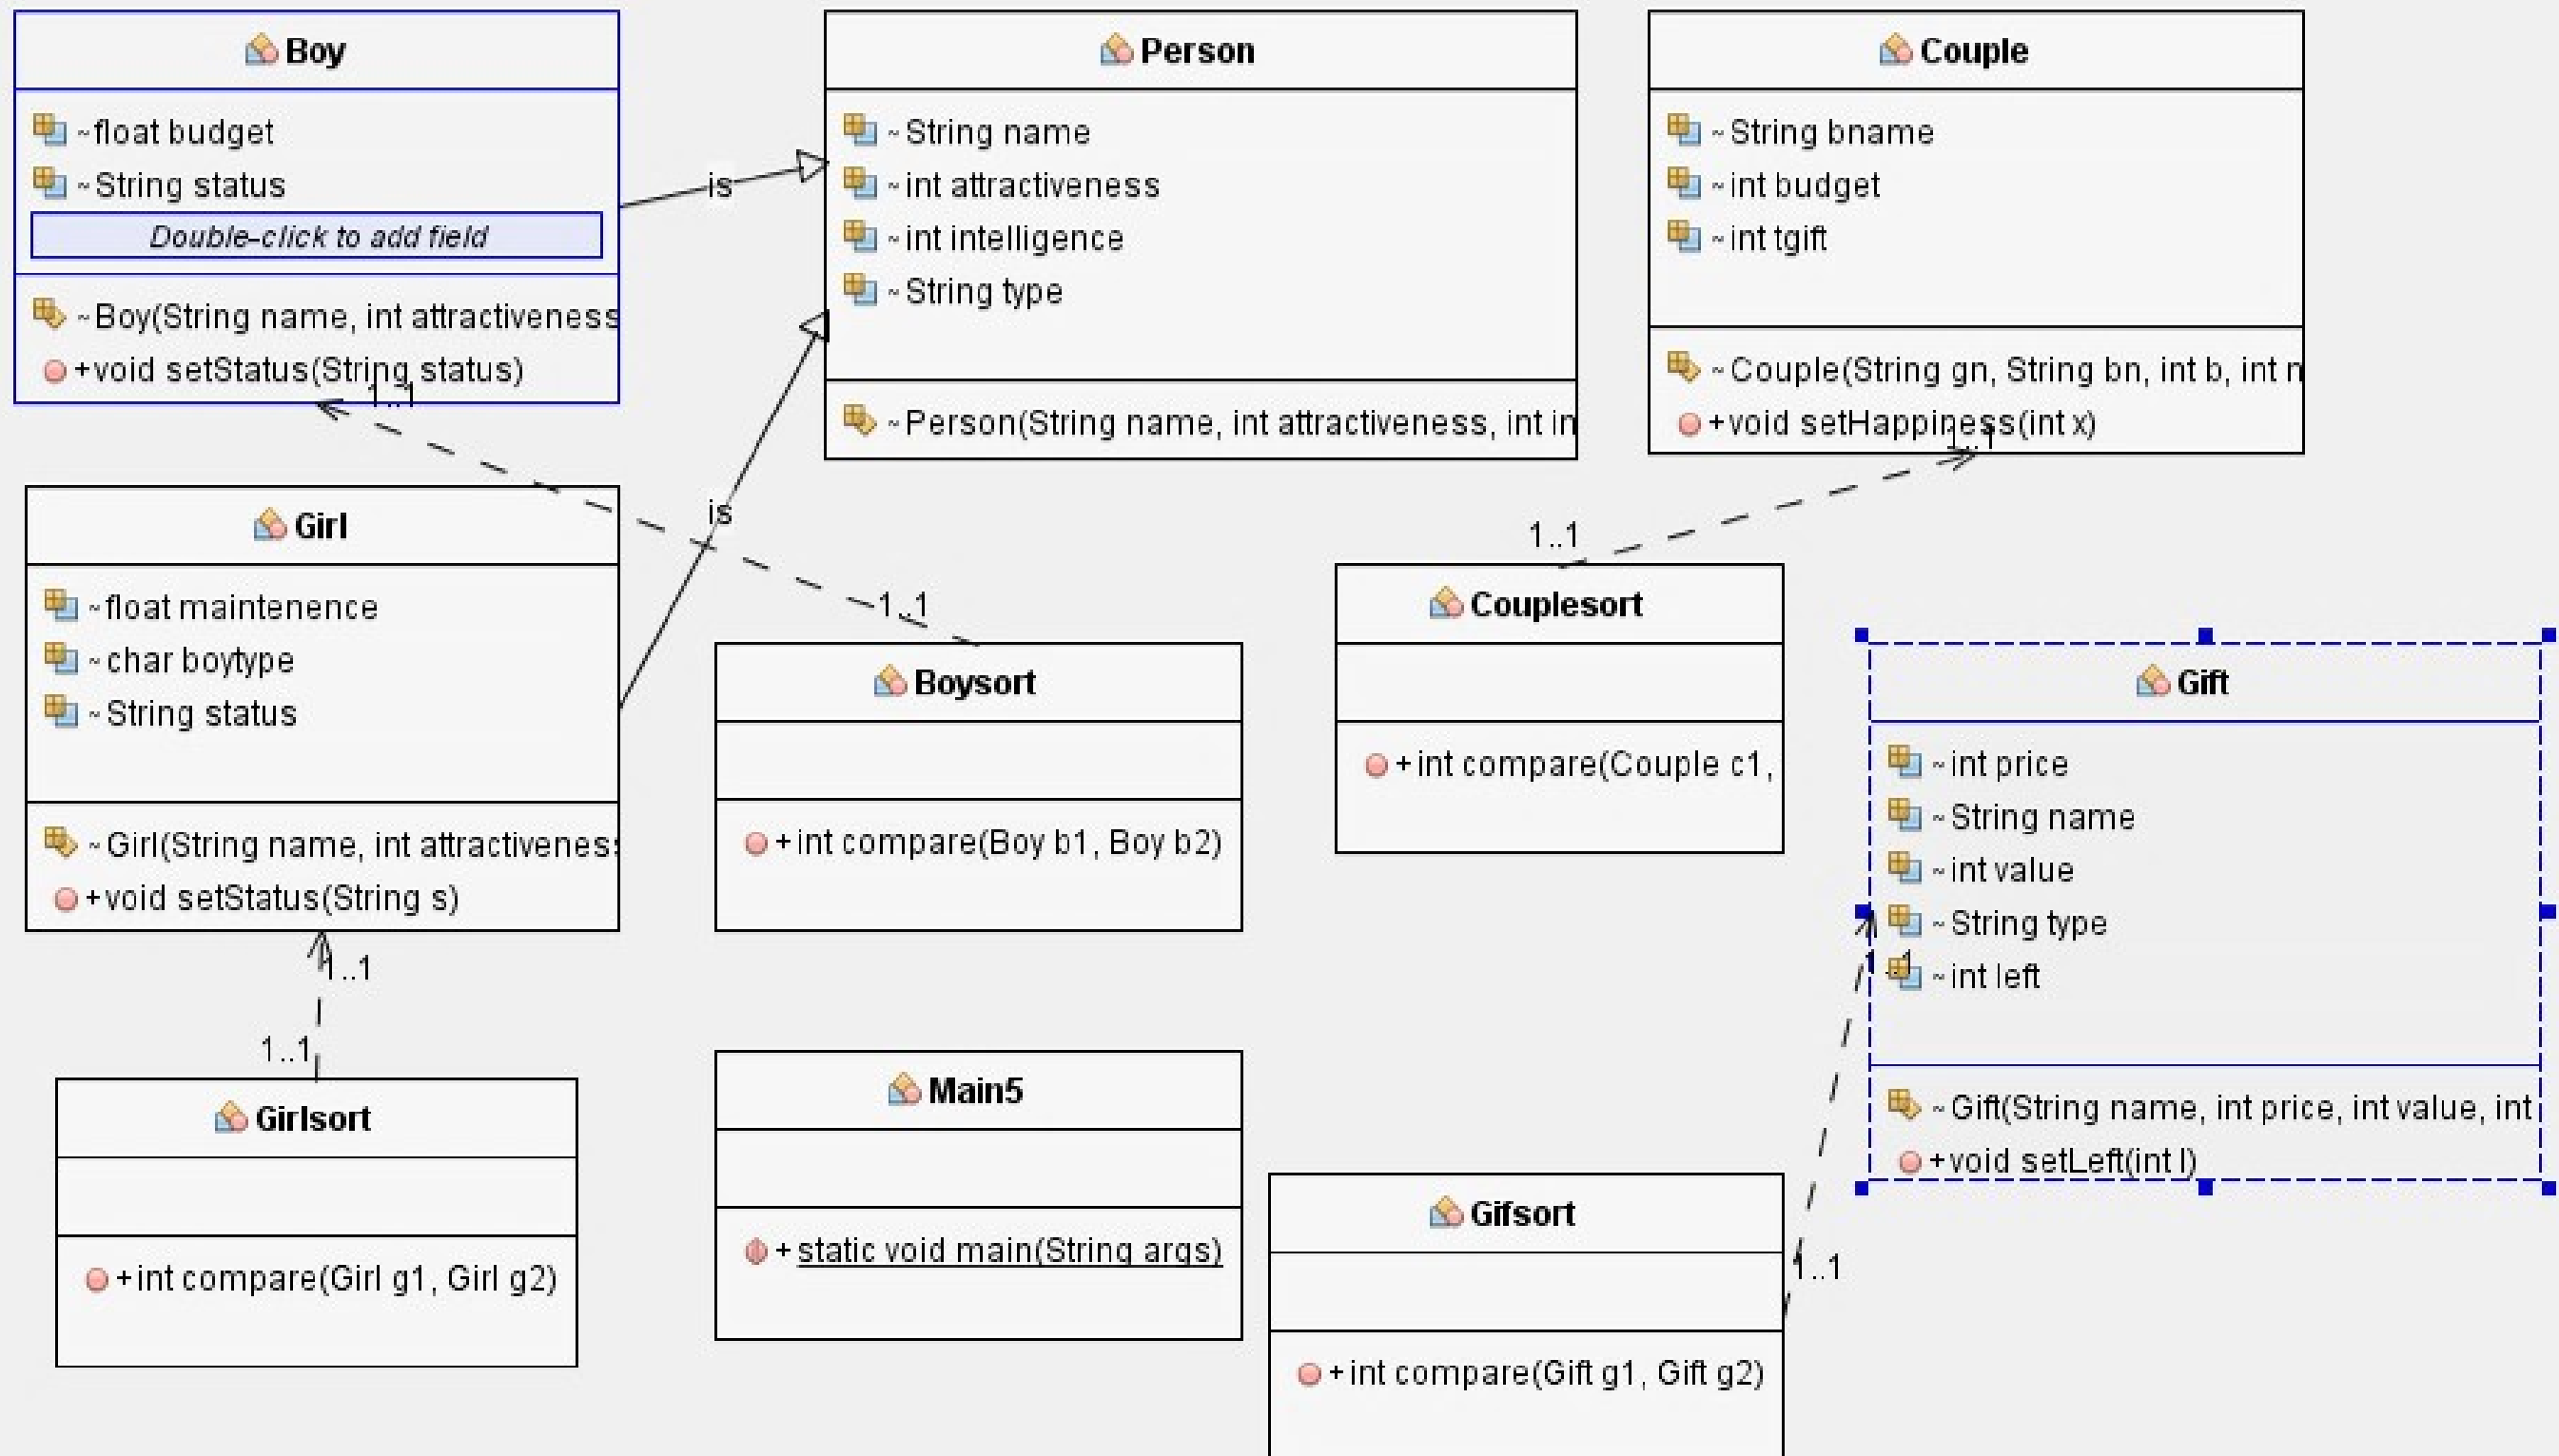 Boy
~float budget
~String status
Double-click to add field
~Boy(String name, int attractiveness
+void setStatus(String status)
1..1
is
Person
~String name
~int attractiveness
~int intelligence
~String type
~Person(String name, int attractiveness, int in
Couple
~String bname
~int budget
~int tgift
~Couple(String gn, String bn, int b, int n
+void setHappiness(int x)
1..1
Girl
~float maintenence
~char boytype
~String status
~Girl(String name, int attractiveness
+void setStatus(String s)
1..1
is
1..1
Boysort
+int compare(Boy b1, Boy b2)
1..1
Couplesort
+int compare(Couple c1,
Gift
~int price
~String name
~int value
~String type
~int left
1..1
~Gift(String name, int price, int value, int
+void setLeft(int l)
1..1
Girlsort
+int compare(Girl g1, Girl g2)
Main5
+static void main(String args)
Gifsort
1..1
+int compare(Gift g1, Gift g2)